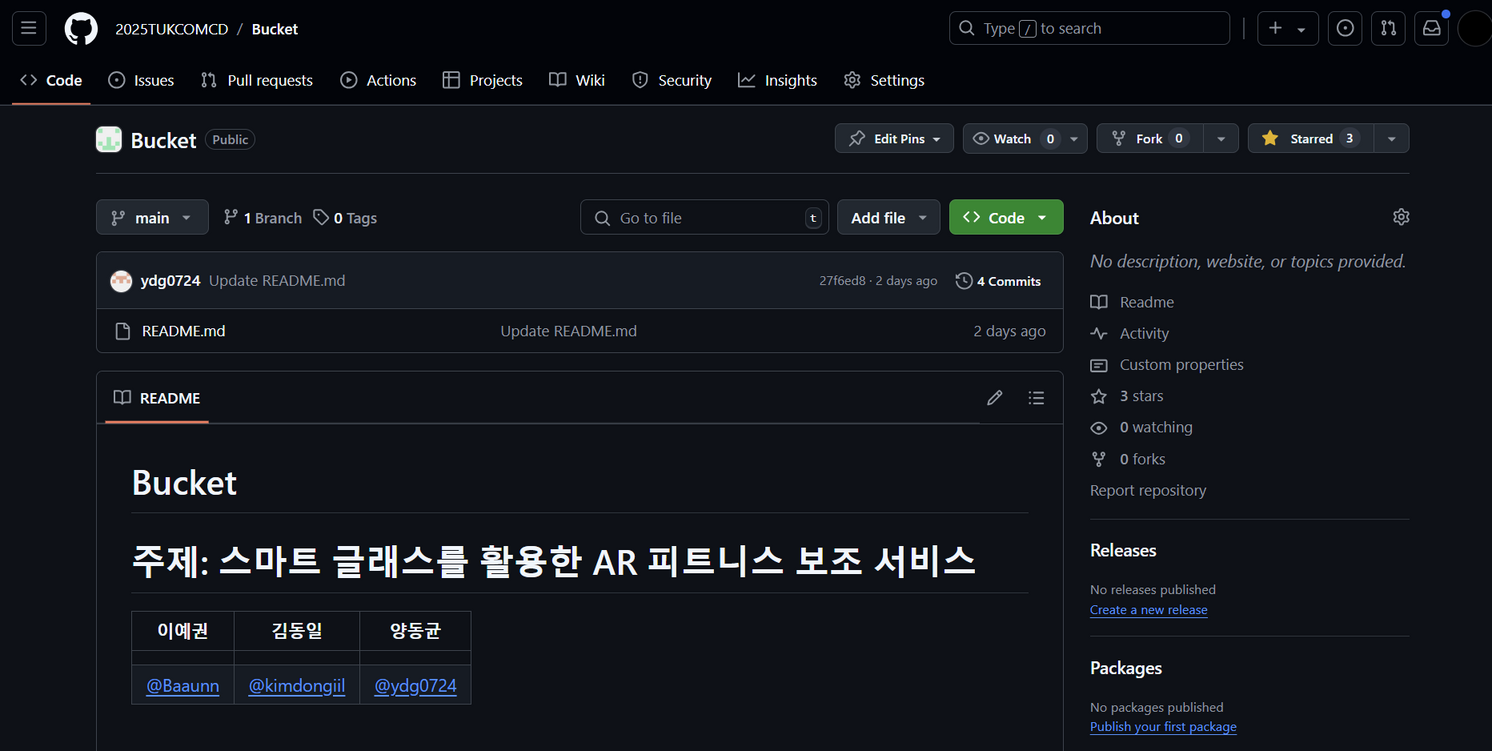 2025TUKCOMCD / Bucket
Type / to search
Code Issues Pull requests Actions Projects Wiki Security Insights Settings
Bucket Public
Edit Pins Watch 0 Fork 0 Starred 3
main 1 Branch 0 Tags
Go to file t Add file Code
ydg0724 Update README.md 27f6ed8 · 2 days ago 4 Commits
README.md Update README.md 2 days ago
README
Bucket
주제: 스마트 글래스를 활용한 AR 피트니스 보조 서비스
이예권 김동일 양동균
@Baaunn @kimdongiil @ydg0724
About
No description, website, or topics provided.
Readme
Activity
Custom properties
3 stars
0 watching
0 forks
Report repository
Releases
No releases published
Create a new release
Packages
No packages published
Publish your first package